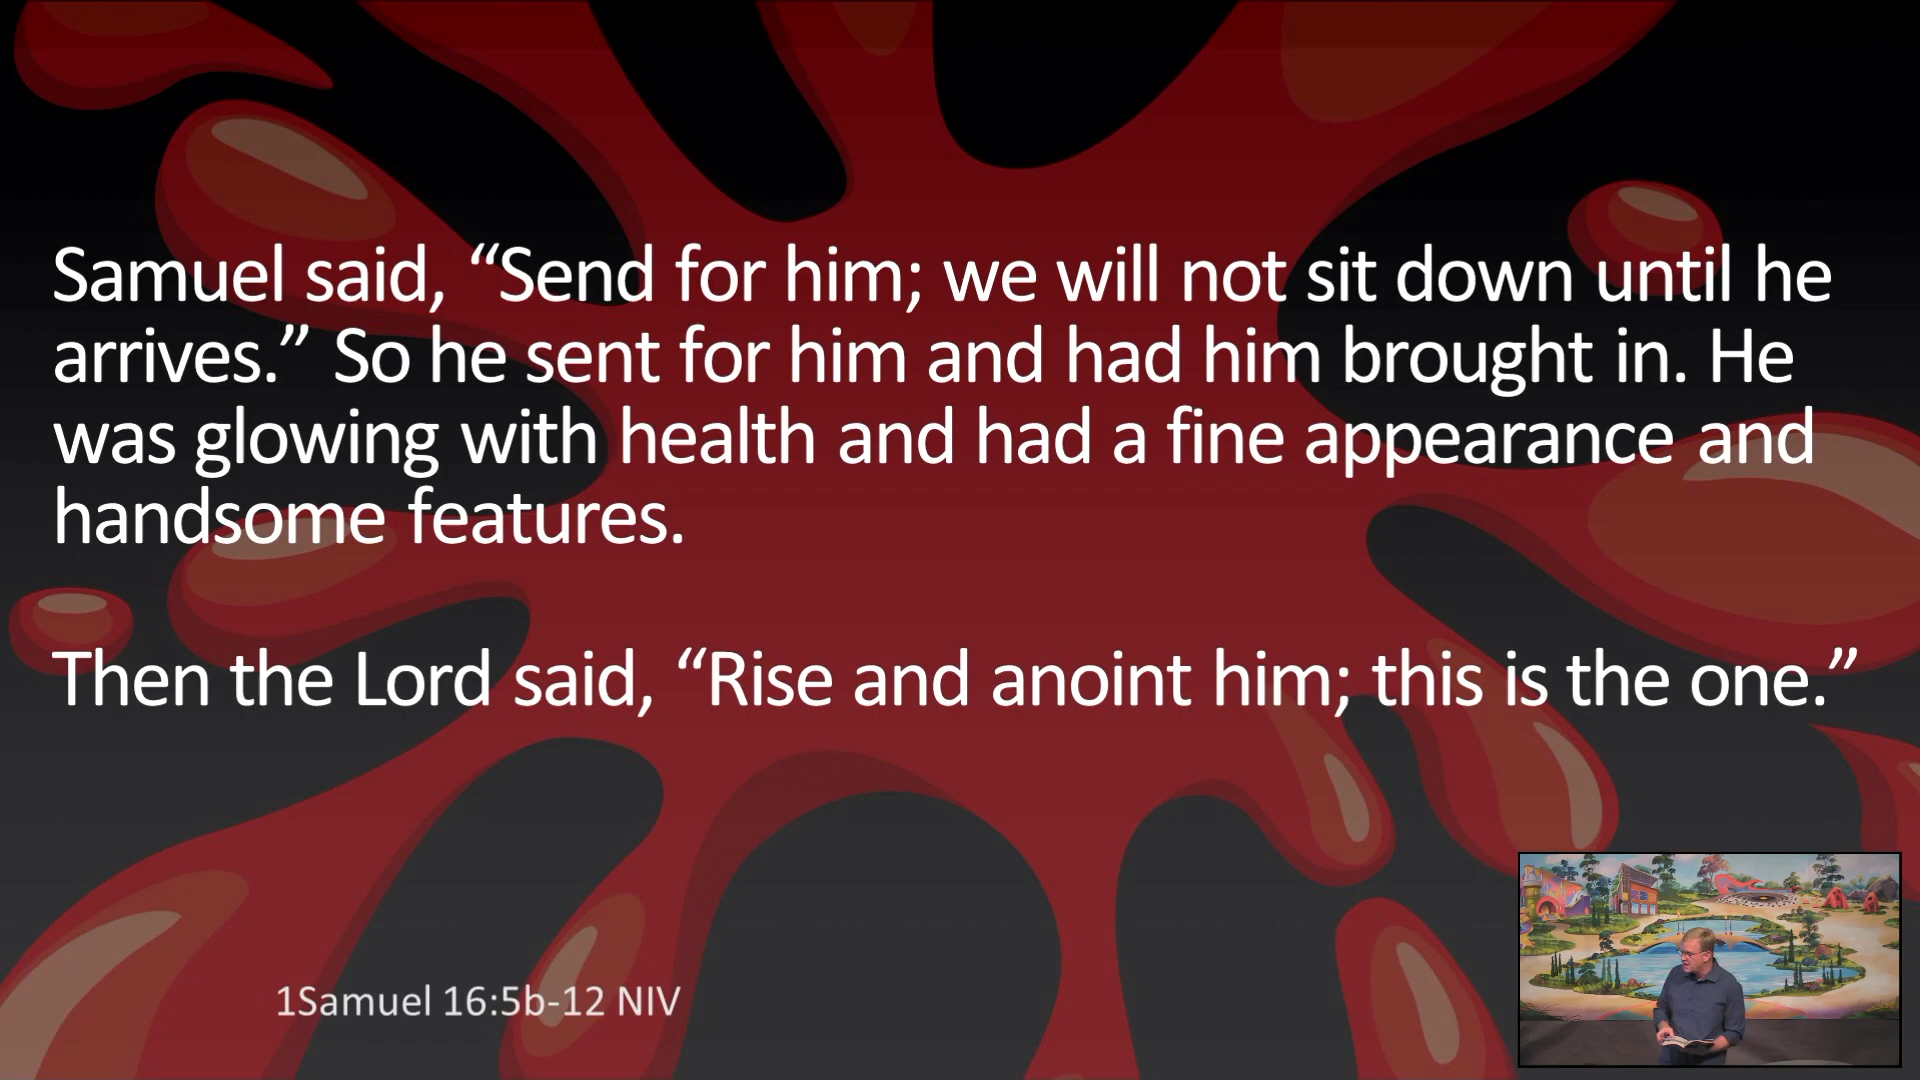 Samuel said, “Send for him; we will not sit down until he
arrives.” So he sent for him and had him brought in. He
was glowing with health and had a fine appearance and
handsome features.
Then the Lord said, “Rise and anoint him; this is the one.”
1Samuel 16:5b-12 NIV